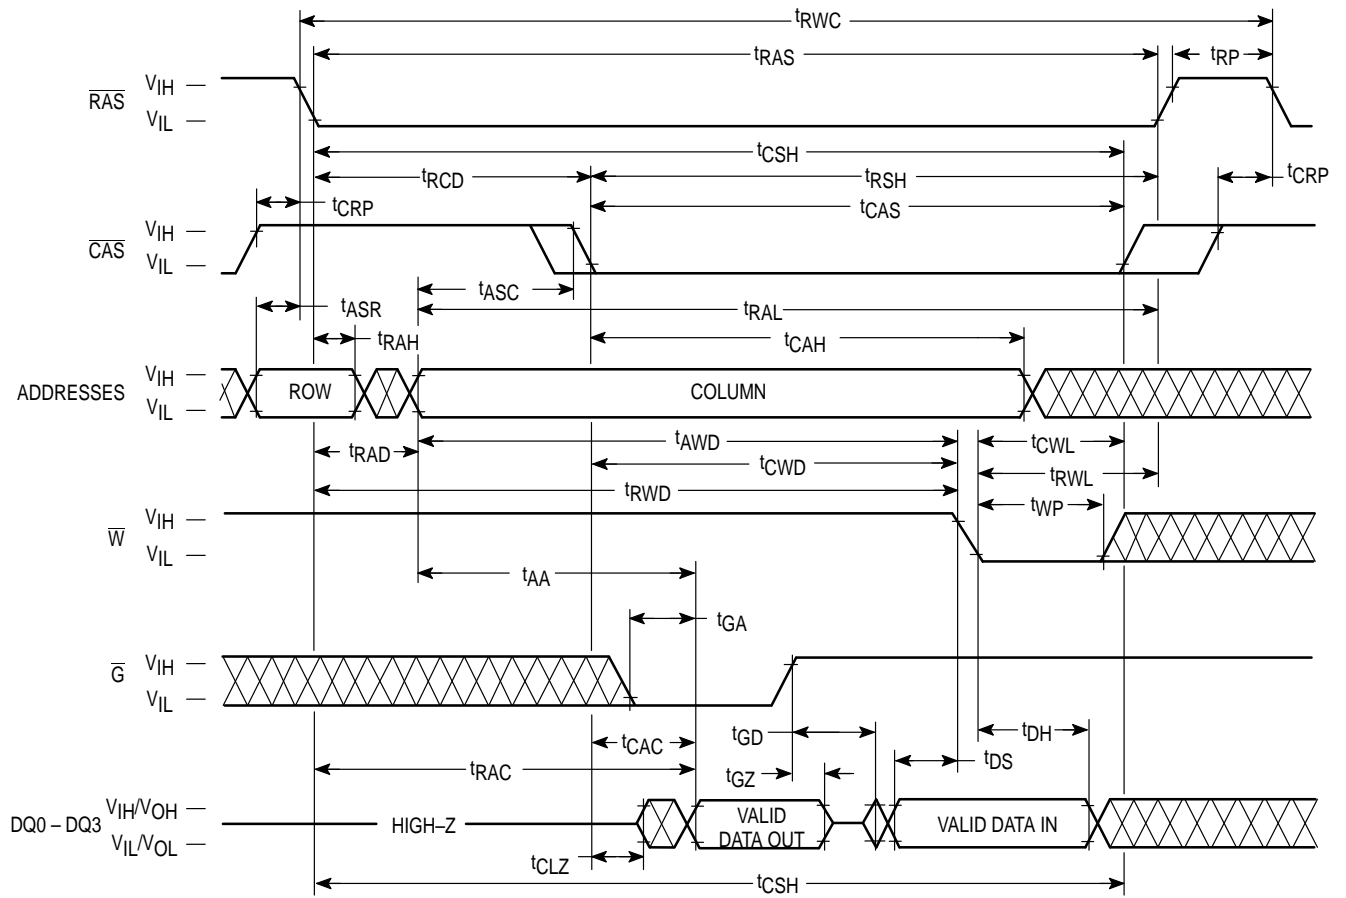 tRWC
tRAS
tRP
RAS
VIH
VIL
tCSH
tRCD
tRSH
tCRP
tCRP
tCAS
CAS
VIH
VIL
tASC
tASR
tRAL
tRAH
tCAH
ADDRESSES
VIH
VIL
ROW
COLUMN
tAWD
tCWL
tRAD
tCWD
tRWL
tRWD
tWP
W
VIH
VIL
tAA
tGA
G
VIH
VIL
tCAC
tGD
tDH
tRAC
tDS
tGZ
DQ0 – DQ3
VIH/VOH
VIL/VOL
HIGH–Z
VALID
DATA OUT
VALID DATA IN
tCLZ
tCSH